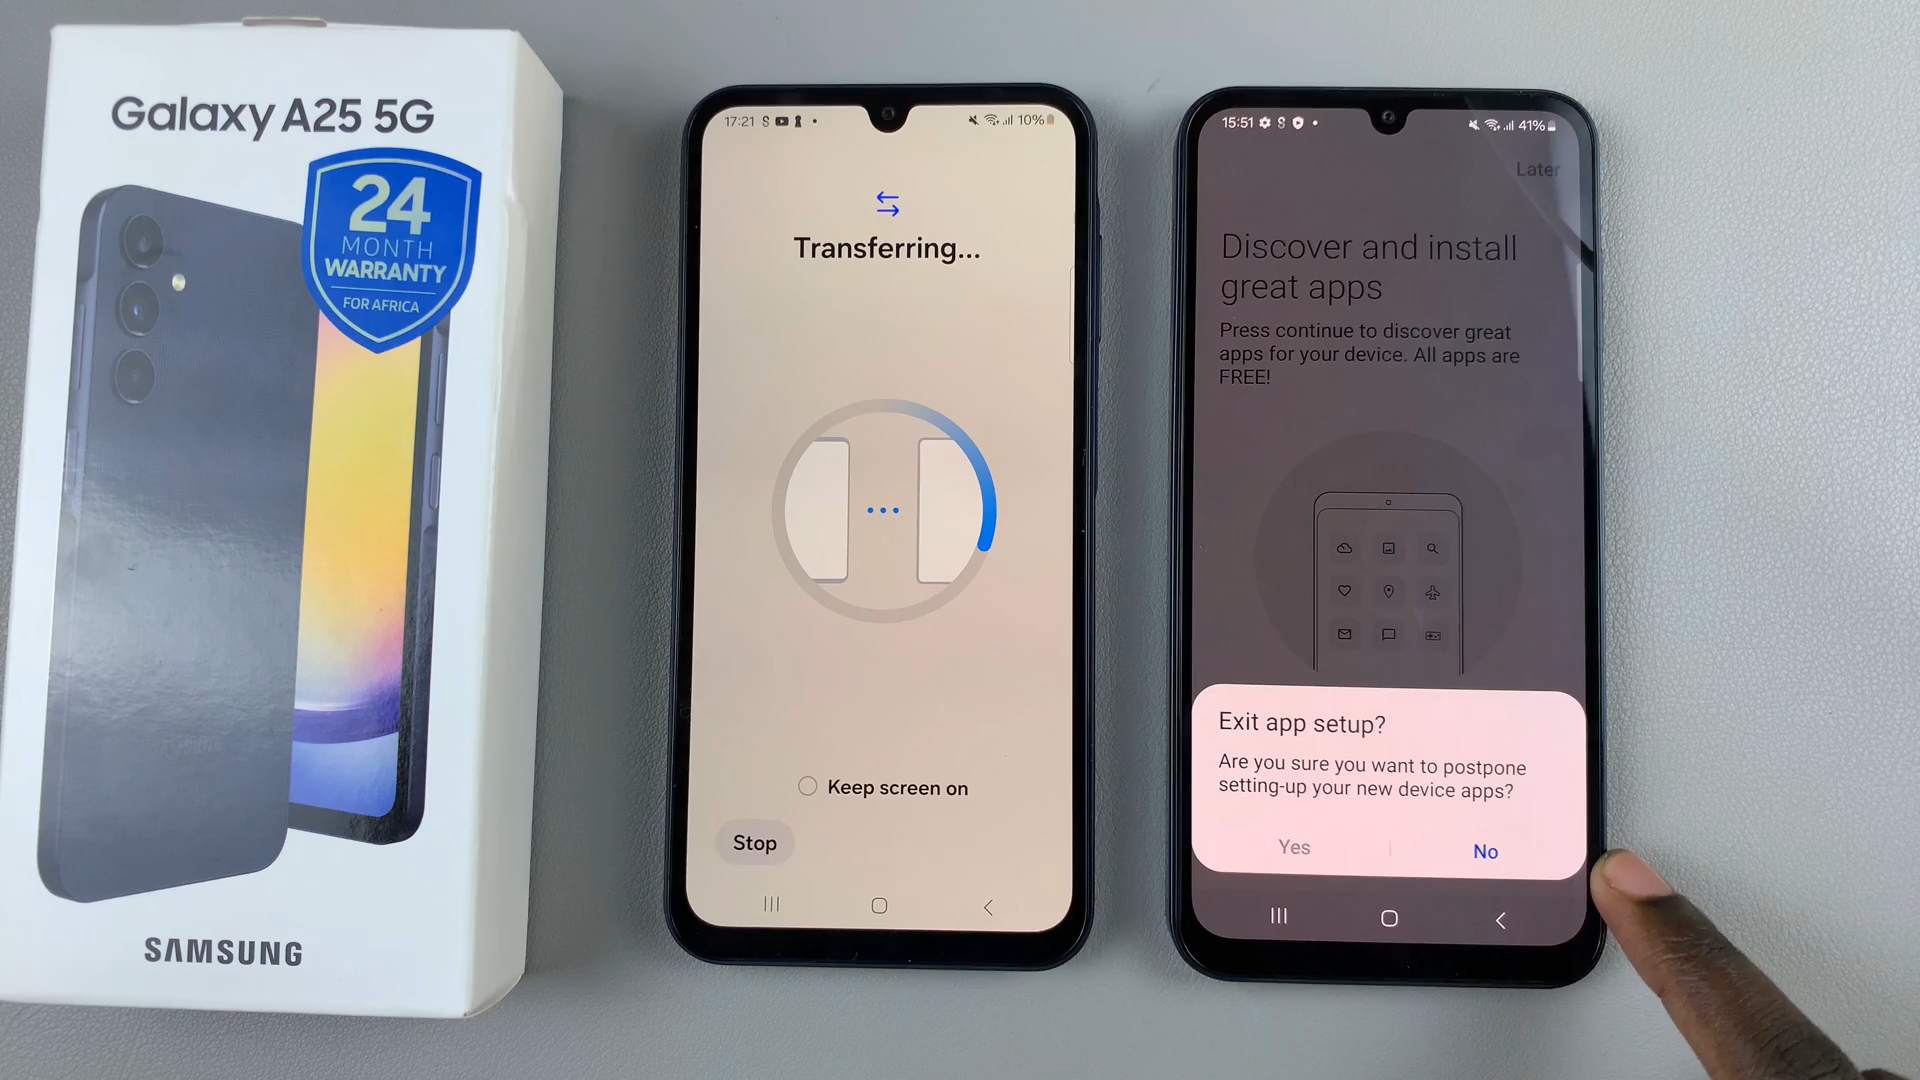 Galaxy A25 5G
24
MONTH
WARRANTY
FOR AFRICA
SAMSUNG
17:21
10%
Transferring...
Keep screen on
Stop
15:51
41%
Later
Discover and install
great apps
Press continue to discover great
apps for your device. All apps are
FREE!
Exit app setup?
Are you sure you want to postpone
setting-up your new device apps?
Yes
No